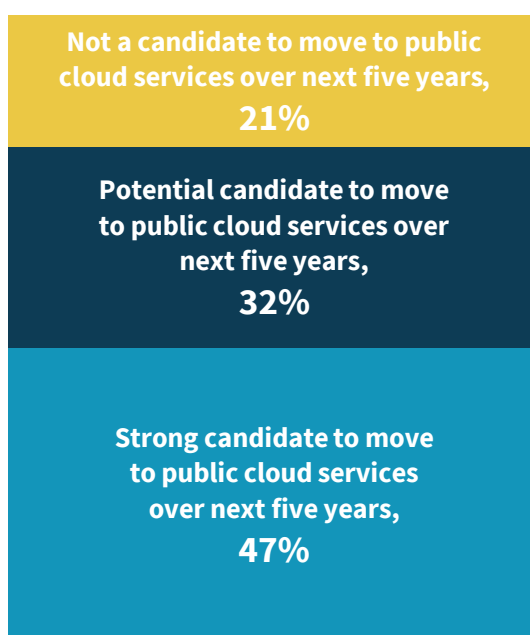 Not a candidate to move to public
cloud services over next five years,
21%
Potential candidate to move
to public cloud services over
next five years,
32%
Strong candidate to move
to public cloud services
over next five years,
47%